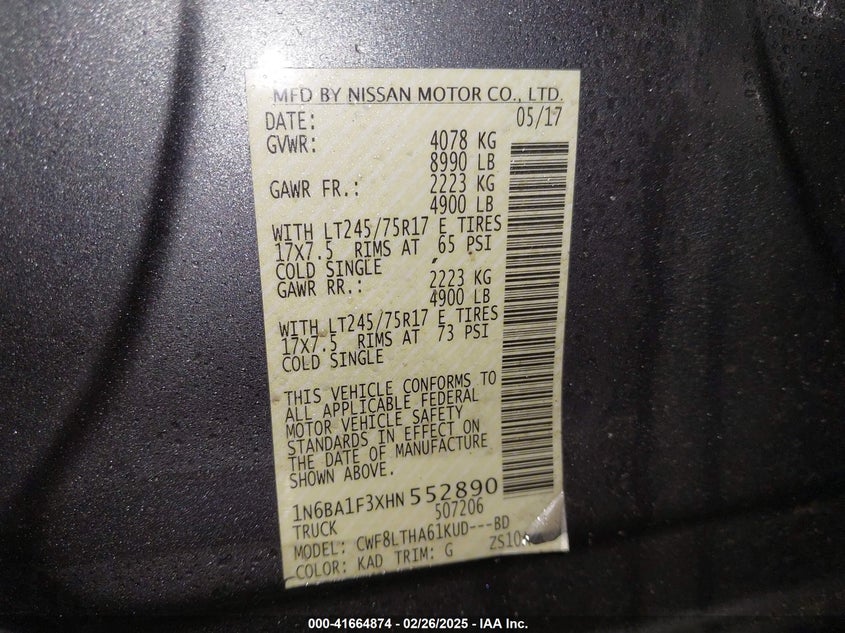 MFD BY NISSAN MOTOR CO., LTD.
DATE: 05/17
GVWR: 4078 KG
8990 LB
GAWR FR.: 2223 KG
4900 LB
WITH LT245/75R17 E TIRES
17X7.5 RIMS AT 65 PSI
COLD SINGLE
GAWR RR.: 2223 KG
4900 LB
WITH LT245/75R17 E TIRES
17X7.5 RIMS AT 73 PSI
COLD SINGLE
THIS VEHICLE CONFORMS TO
ALL APPLICABLE FEDERAL
MOTOR VEHICLE SAFETY
STANDARDS IN EFFECT ON
THE DATE OF MANUFACTURE
SHOWN ABOVE.
1N6BA1F3XHN552890
TRUCK 507206
MODEL: CWF8LTHA61KUD---BD
COLOR: KAD TRIM: G
000-41664874 / 02/26/2025 - IAA Inc.